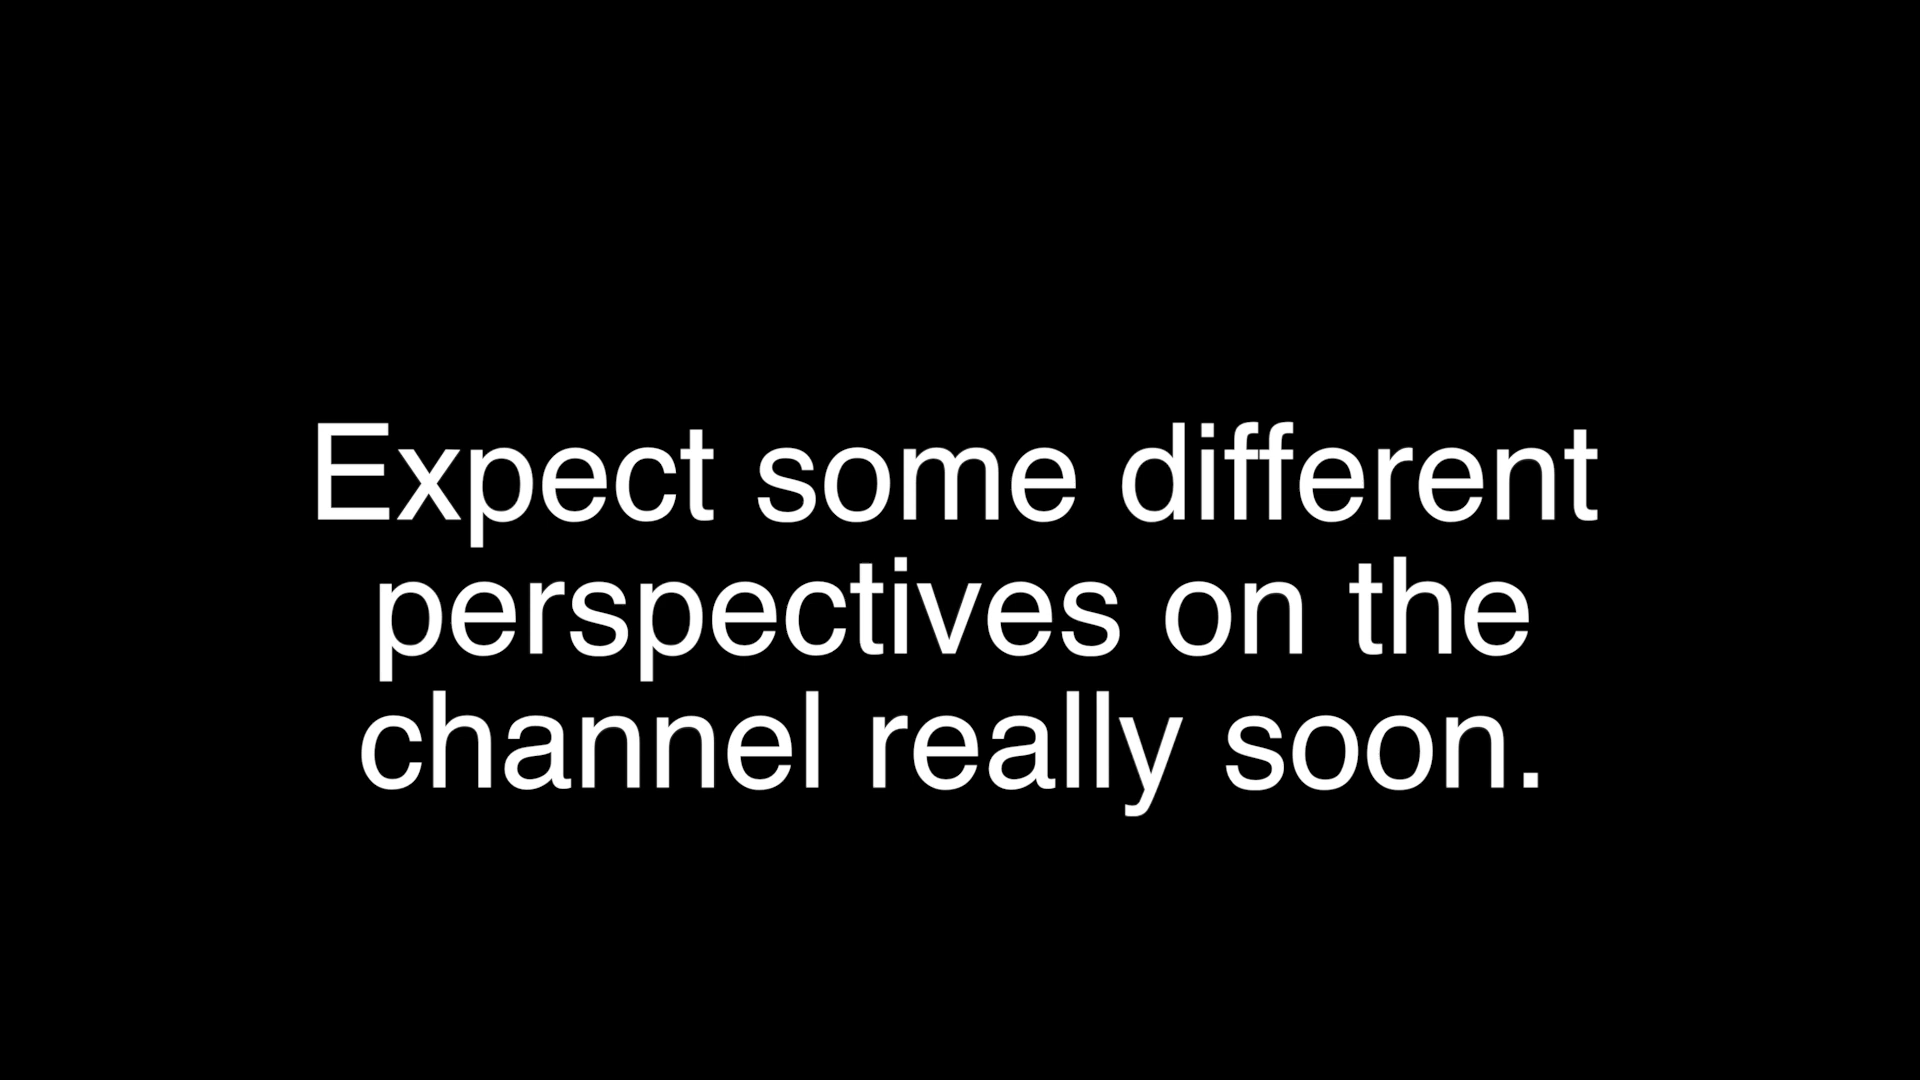 Expect some different
perspectives on the
channel really soon.